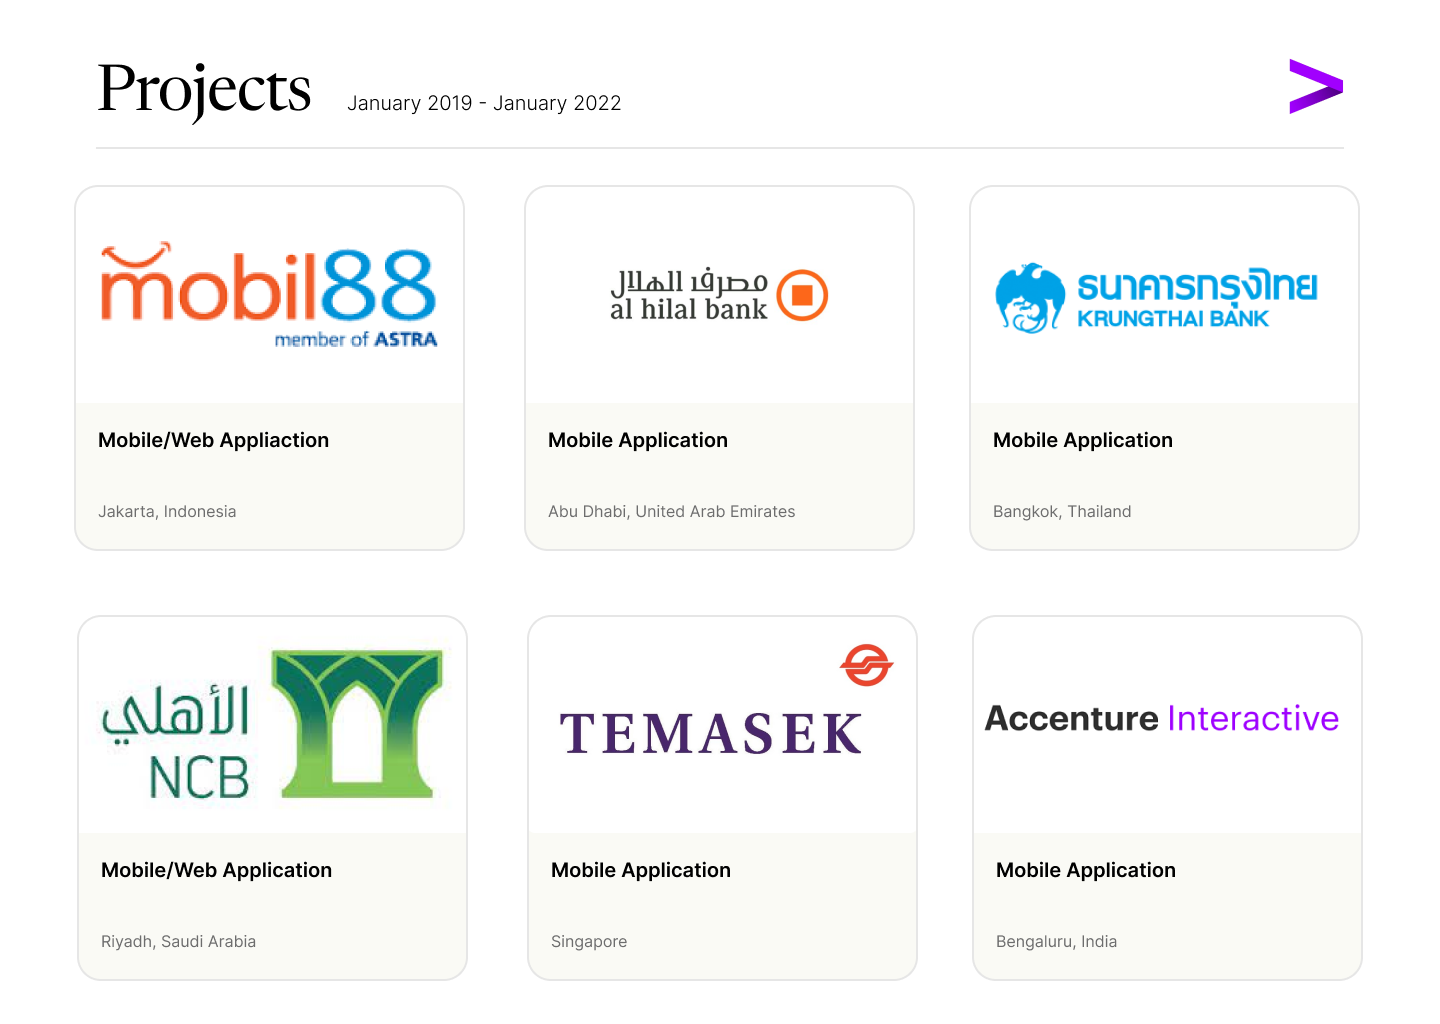 Projects January 2019 - January 2022
mobil88
member of ASTRA
Mobile/Web Appliaction
Jakarta, Indonesia
مصرف الهلال
al hilal bank
Mobile Application
Abu Dhabi, United Arab Emirates
ธนาคารกรุงไทย
KRUNGTHAI BANK
Mobile Application
Bangkok, Thailand
الأهلي
NCB
Mobile/Web Application
Riyadh, Saudi Arabia
TEMASEK
Mobile Application
Singapore
Accenture Interactive
Mobile Application
Bengaluru, India